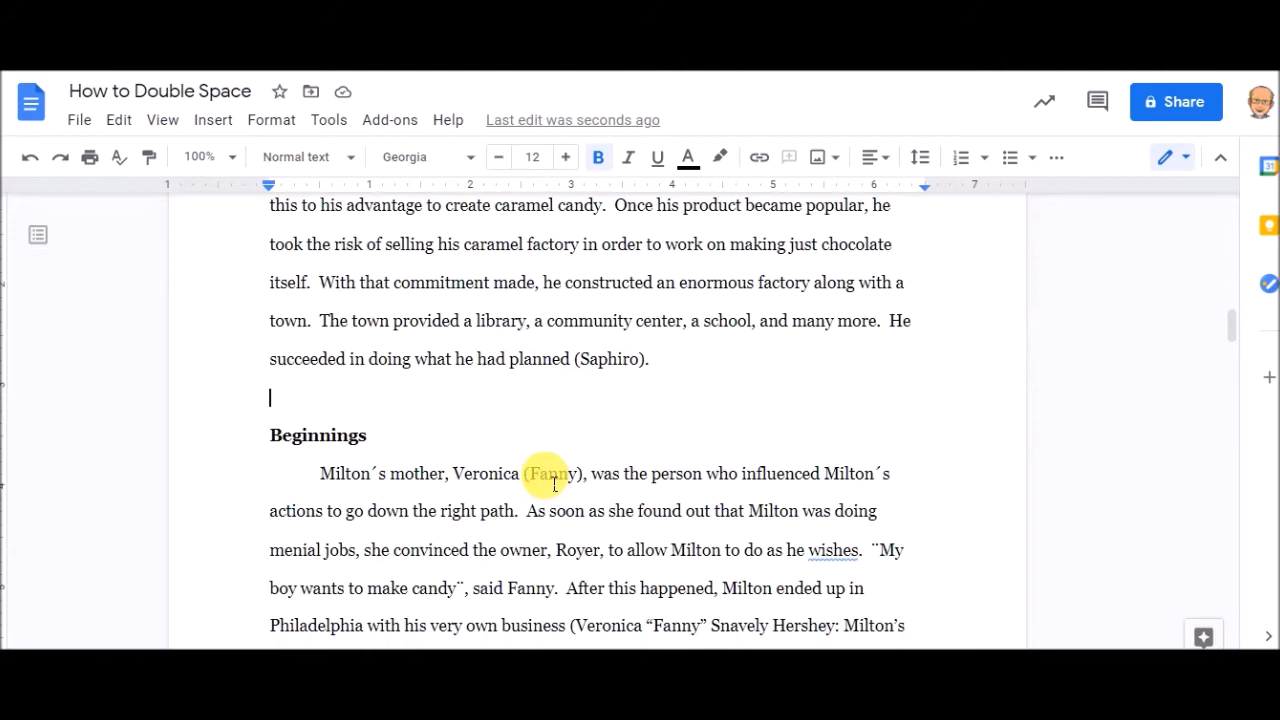 How to Double Space
File Edit View Insert Format Tools Add-ons Help Last edit was seconds ago
Share
100% Normal text Georgia 12 B I U A
1 1 2 3 4 5 6 7
this to his advantage to create caramel candy.  Once his product became popular, he
took the risk of selling his caramel factory in order to work on making just chocolate
itself.  With that commitment made, he constructed an enormous factory along with a
town.  The town provided a library, a community center, a school, and many more.  He
succeeded in doing what he had planned (Saphiro).
Beginnings
Milton´s mother, Veronica (Fanny), was the person who influenced Milton´s
actions to go down the right path.  As soon as she found out that Milton was doing
menial jobs, she convinced the owner, Royer, to allow Milton to do as he wishes.  ¨My
boy wants to make candy¨, said Fanny.  After this happened, Milton ended up in
Philadelphia with his very own business (Veronica “Fanny” Snavely Hershey: Milton’s